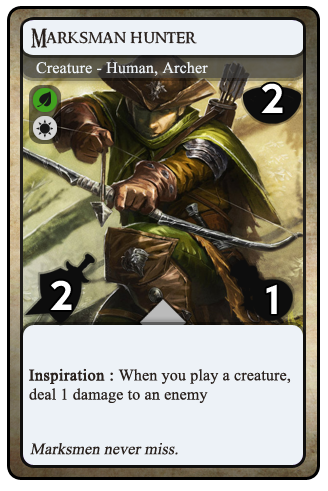 Marksman hunter
Creature - Human, Archer
2
2
1
Inspiration : When you play a creature,
deal 1 damage to an enemy
Marksmen never miss.